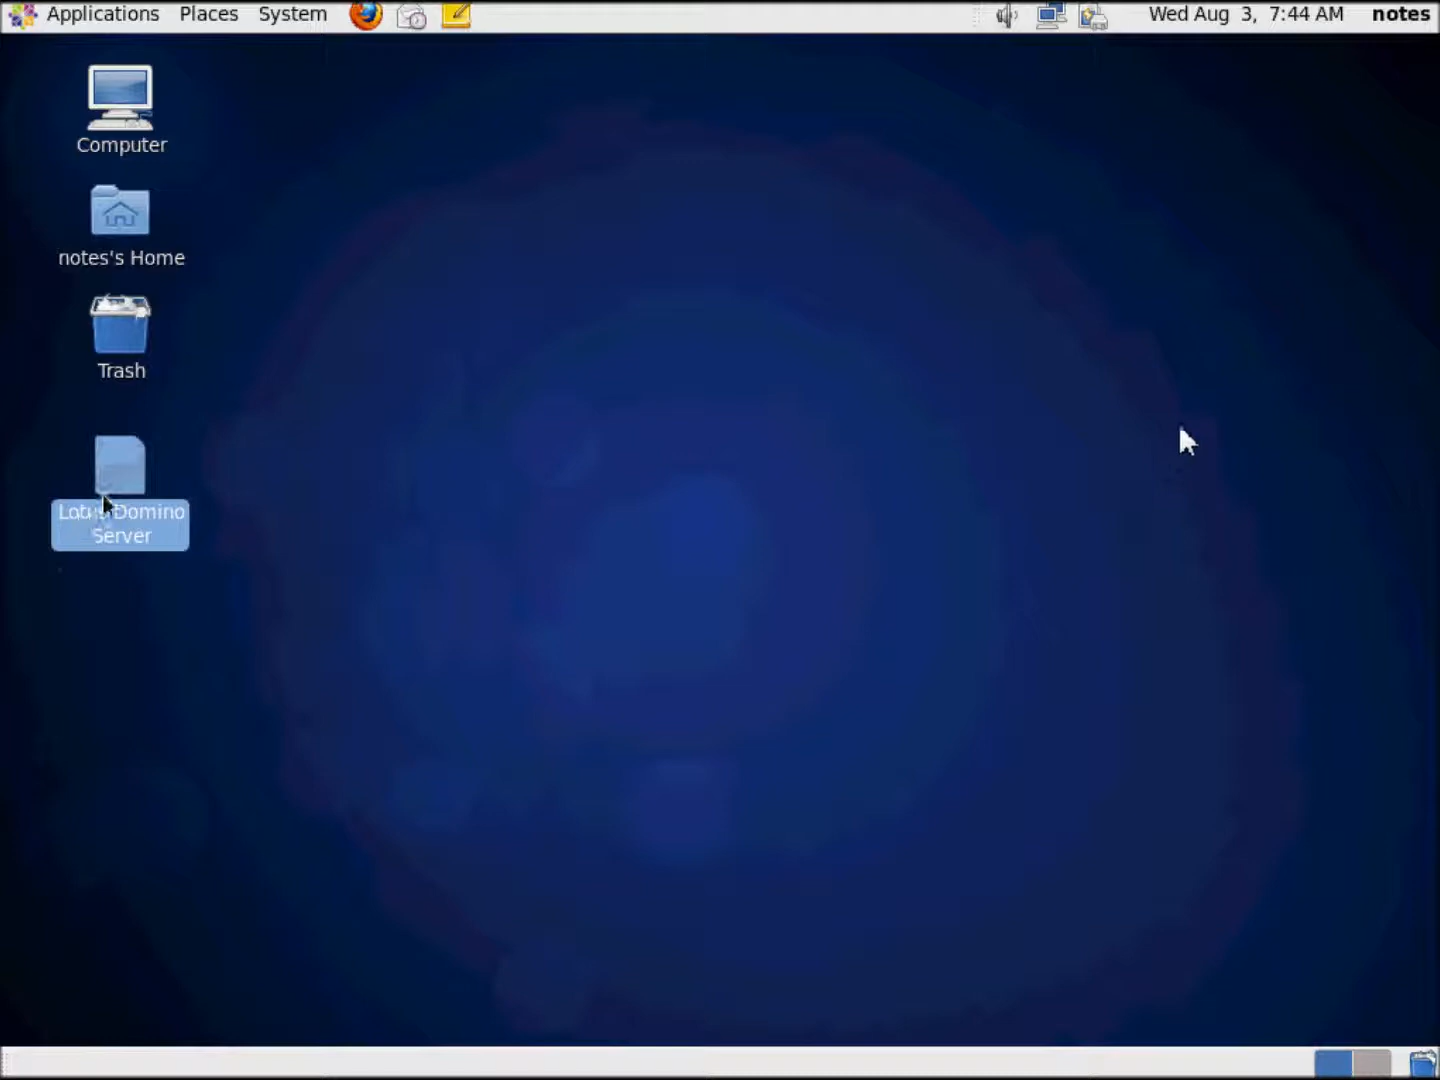 Applications Places System Wed Aug 3, 7:44 AM notes
Computer
notes's Home
Trash
Lotus Domino
Server